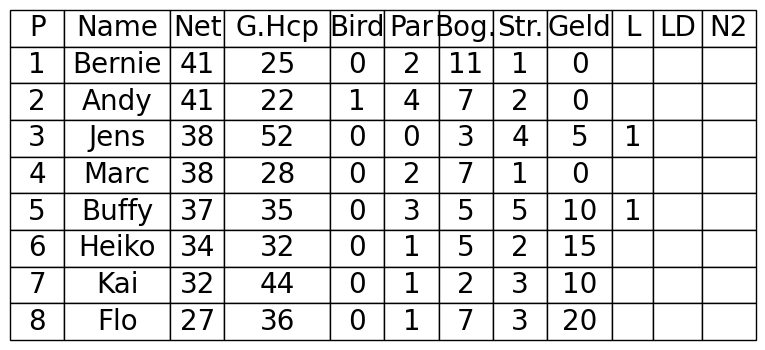 P Name Net G.Hcp Bird Par Bog. Str. Geld L LD N2
1 Bernie 41 25 0 2 11 1 0
2 Andy 41 22 1 4 7 2 0
3 Jens 38 52 0 0 3 4 5 1
4 Marc 38 28 0 2 7 1 0
5 Buffy 37 35 0 3 5 5 10 1
6 Heiko 34 32 0 1 5 2 15
7 Kai 32 44 0 1 2 3 10
8 Flo 27 36 0 1 7 3 20